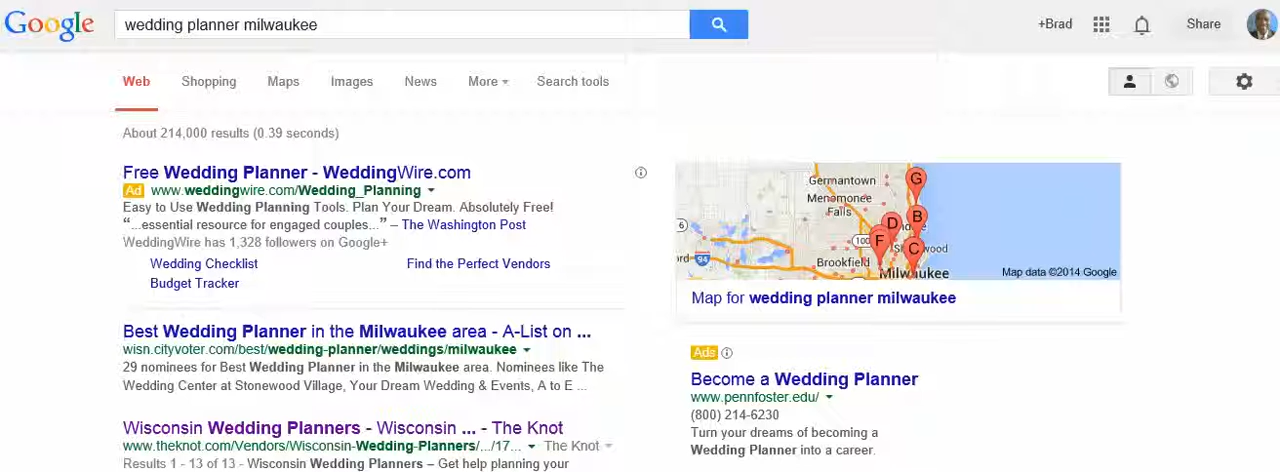 Google
wedding planner milwaukee
+Brad
Share
Web Shopping Maps Images News More Search tools
About 214,000 results (0.39 seconds)
Free Wedding Planner - WeddingWire.com
Ad www.weddingwire.com/Wedding_Planning
Easy to Use Wedding Planning Tools. Plan Your Dream. Absolutely Free!
“...essential resource for engaged couples...” – The Washington Post
WeddingWire has 1,328 followers on Google+
Wedding Checklist Find the Perfect Vendors
Budget Tracker
Best Wedding Planner in the Milwaukee area - A-List on ...
wisn.cityvoter.com/best/wedding-planner/weddings/milwaukee
29 nominees for Best Wedding Planner in the Milwaukee area. Nominees like The
Wedding Center at Stonewood Village, Your Dream Wedding & Events, A to E ...
Wisconsin Wedding Planners - Wisconsin ... - The Knot
www.theknot.com/Vendors/Wisconsin-Wedding-Planners/.../17... The Knot
Results 1 - 13 of 13 - Wisconsin Wedding Planners – Get help planning your
Germantown
G
Menomonee
Falls
B
D
6
100
F
C
94
Brookfield
Milwaukee
Map data ©2014 Google
Map for wedding planner milwaukee
Ads
Become a Wedding Planner
www.pennfoster.edu/
(800) 214-6230
Turn your dreams of becoming a
Wedding Planner into a career.